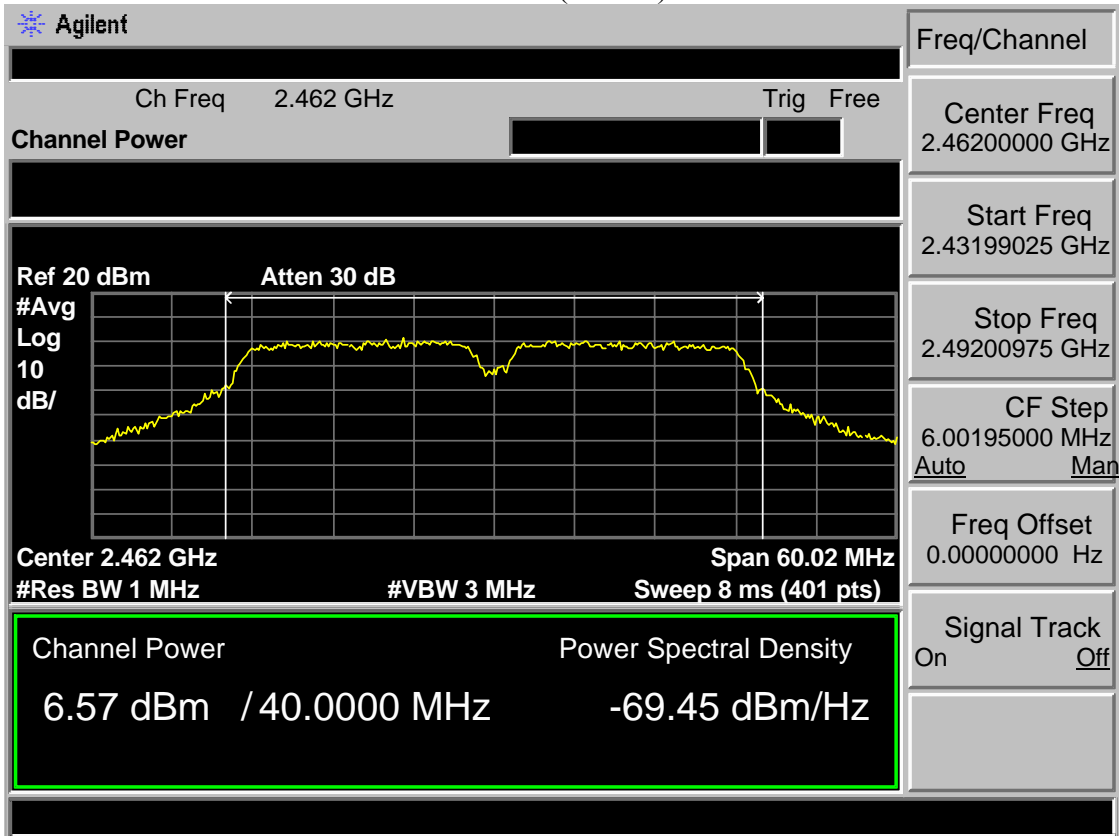 Agilent
Freq/Channel
Ch Freq 2.462 GHz Trig Free
Channel Power
Center Freq
2.46200000 GHz
Start Freq
2.43199025 GHz
Stop Freq
2.49200975 GHz
CF Step
6.00195000 MHz
Auto Man
Freq Offset
0.00000000 Hz
Signal Track
On Off
Ref 20 dBm Atten 30 dB
#Avg
Log
10
dB/
Center 2.462 GHz Span 60.02 MHz
#Res BW 1 MHz #VBW 3 MHz Sweep 8 ms (401 pts)
Channel Power Power Spectral Density
6.57 dBm / 40.0000 MHz -69.45 dBm/Hz